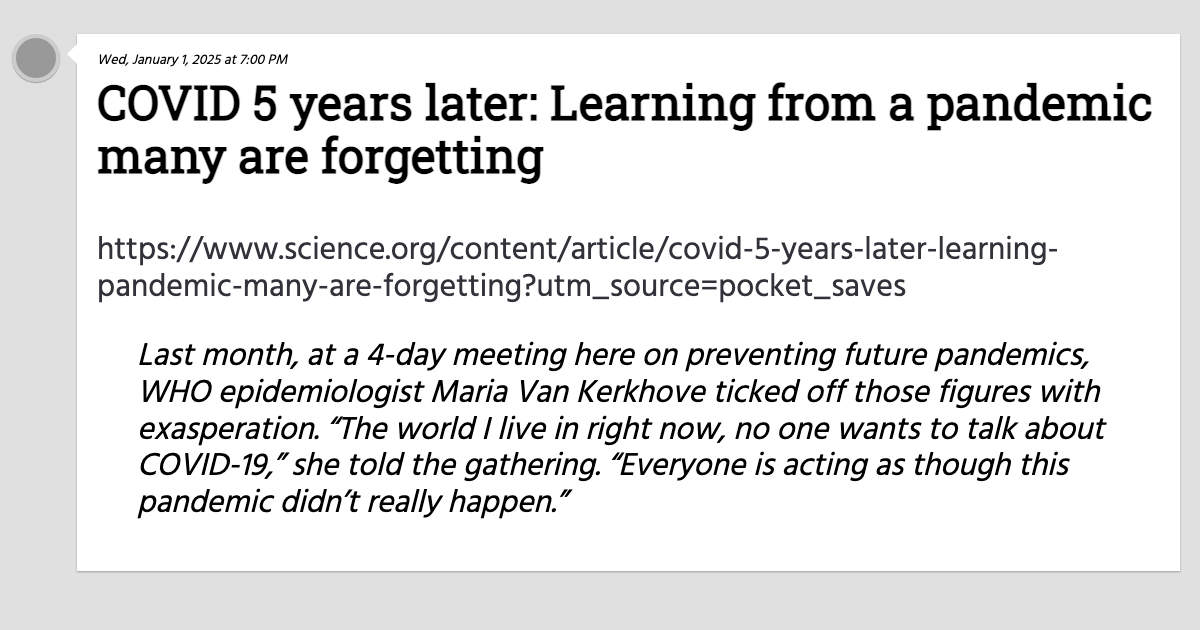 Wed, January 1, 2025 at 7:00 PM
COVID 5 years later: Learning from a pandemic
many are forgetting
https://www.science.org/content/article/covid-5-years-later-learning-
pandemic-many-are-forgetting?utm_source=pocket_saves
Last month, at a 4-day meeting here on preventing future pandemics,
WHO epidemiologist Maria Van Kerkhove ticked off those figures with
exasperation. “The world I live in right now, no one wants to talk about
COVID-19,” she told the gathering. “Everyone is acting as though this
pandemic didn’t really happen.”